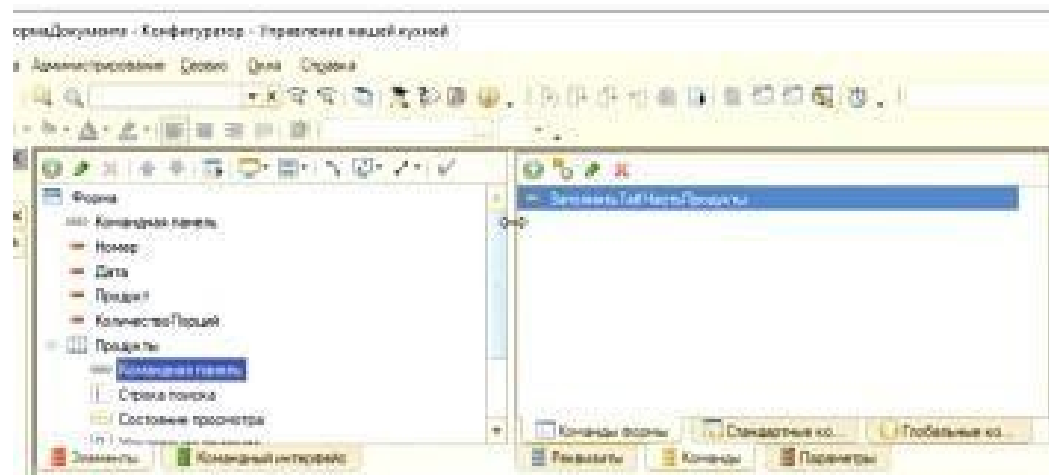 ормаДокумента - Конфигуратор - Управление нашей кухней
Администрирование Сервис Окна Справка
Форма
Командная панель
Номер
Дата
Продукт
КоличествоПорций
Продукты
Командная панель
Строка поиска
Состояние просмотра
Элементы
Командный интерфейс
ЗаполнитьТабЧастьПродукты
Команды формы
Стандартные ко...
Глобальные ко...
Реквизиты
Команды
Параметры